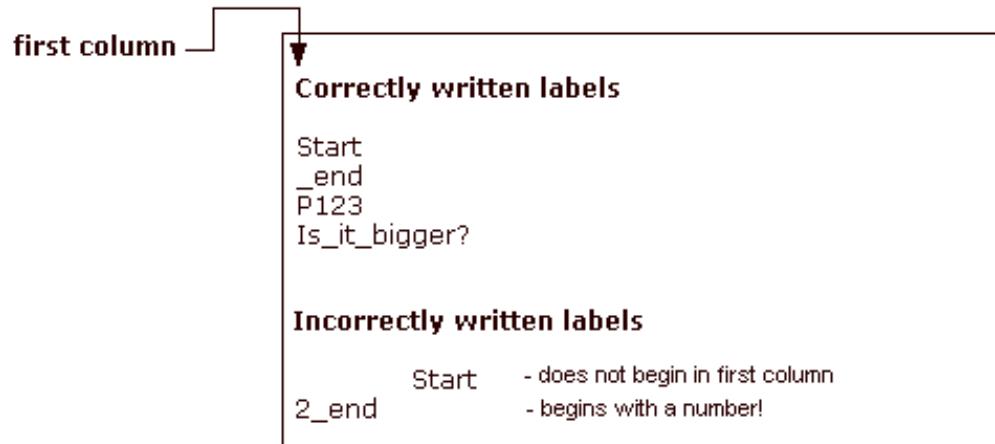 first column
Correctly written labels
Start
_end
P123
Is_it_bigger?
Incorrectly written labels
Start - does not begin in first column
2_end - begins with a number!